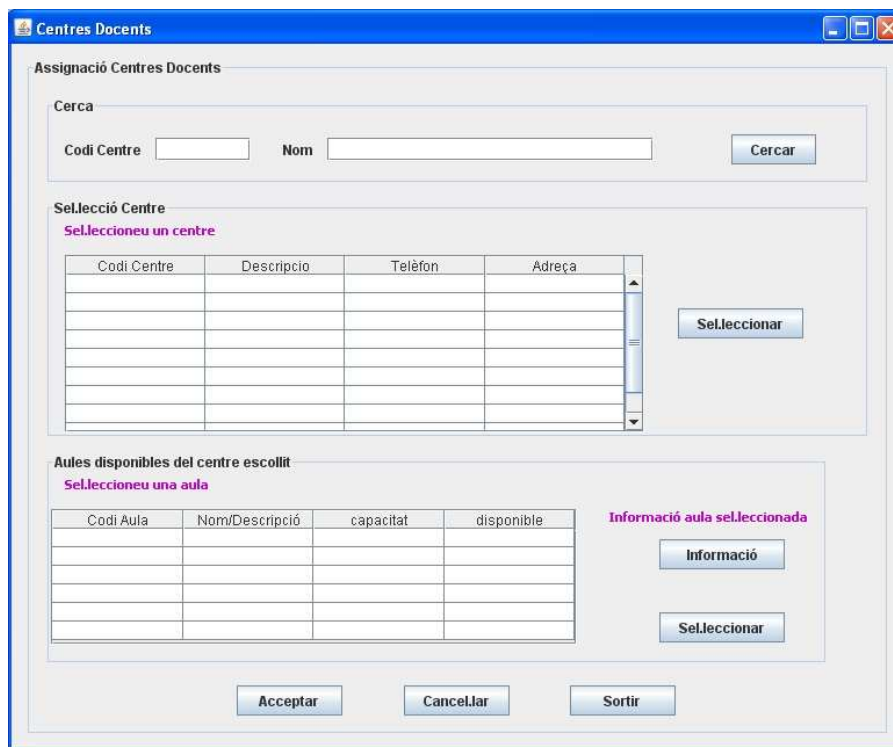 Centres Docents
Assignació Centres Docents
Cerca
Codi Centre Nom Cercar
Sel.lecció Centre
Sel.leccioneu un centre
Codi Centre Descripcio Telèfon Adreça
Sel.leccionar
Aules disponibles del centre escollit
Sel.leccioneu una aula
Codi Aula Nom/Descripció capacitat disponible
Informació aula sel.leccionada
Informació
Sel.leccionar
Acceptar Cancel.lar Sortir